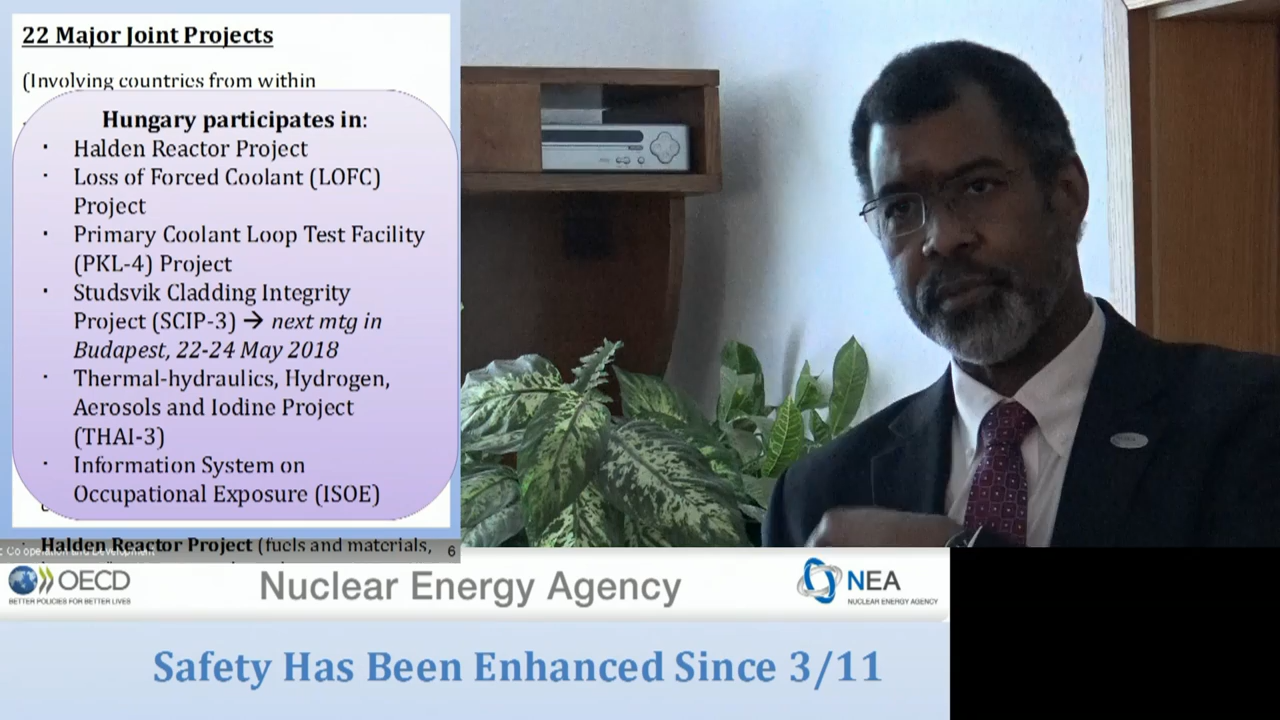 22 Major Joint Projects
(Involving countries from within
Hungary participates in:
· Halden Reactor Project
· Loss of Forced Coolant (LOFC)
Project
· Primary Coolant Loop Test Facility
(PKL-4) Project
· Studsvik Cladding Integrity
Project (SCIP-3) → next mtg in
Budapest, 22-24 May 2018
· Thermal-hydraulics, Hydrogen,
Aerosols and Iodine Project
(THAI-3)
· Information System on
Occupational Exposure (ISOE)
· Halden Reactor Project (fuels and materials,
Co-operation and Development 6
OECD
BETTER POLICIES FOR BETTER LIVES
Nuclear Energy Agency
NEA
NUCLEAR ENERGY AGENCY
Safety Has Been Enhanced Since 3/11